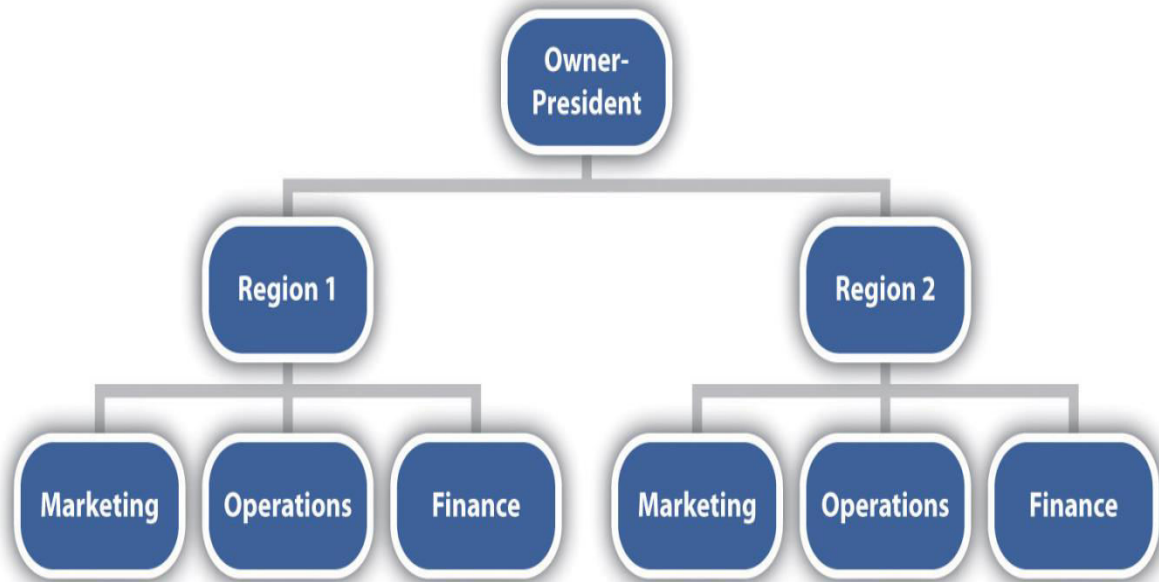 Owner-
President
Region 1
Region 2
Marketing
Operations
Finance
Marketing
Operations
Finance